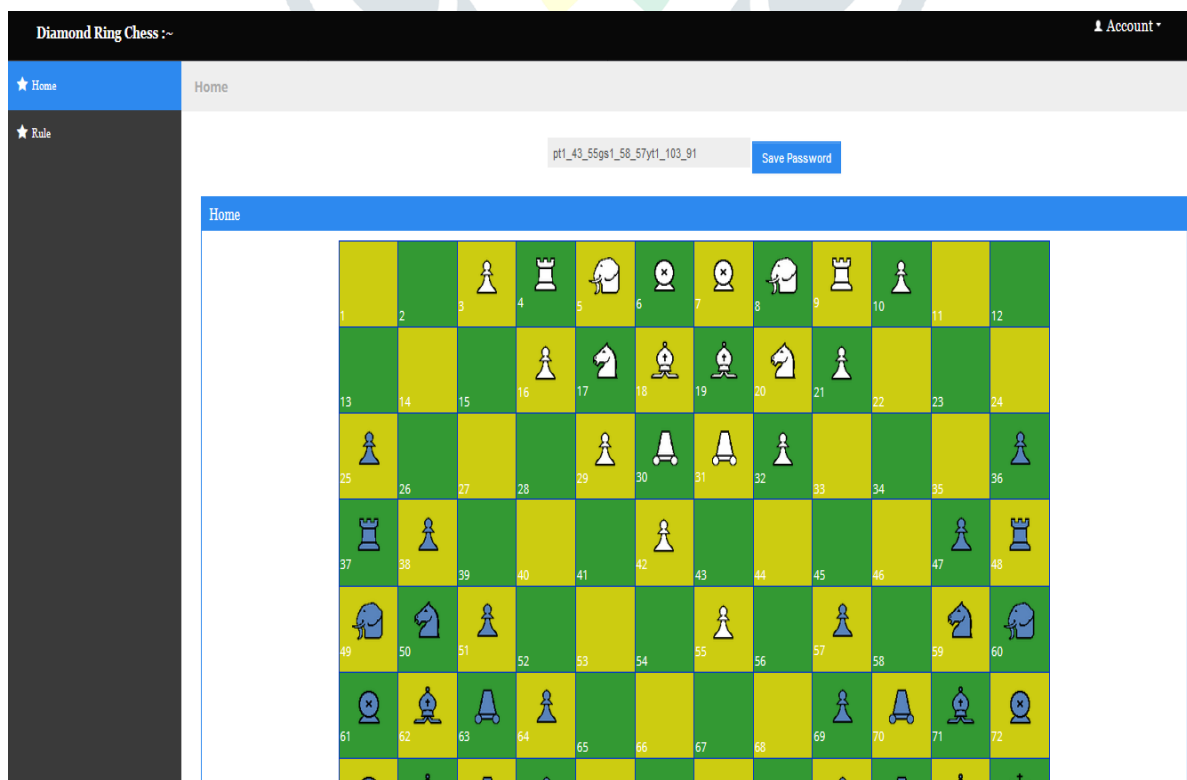 Diamond Ring Chess :~
Account
Home
Rule
Home
pt1_43_55gs1_58_57yt1_103_91
Save Password
Home
1 2 3 4 5 6 7 8 9 10 11 12
13 14 15 16 17 18 19 20 21 22 23 24
25 26 27 28 29 30 31 32 33 34 35 36
37 38 39 40 41 42 43 44 45 46 47 48
49 50 51 52 53 54 55 56 57 58 59 60
61 62 63 64 65 66 67 68 69 70 71 72